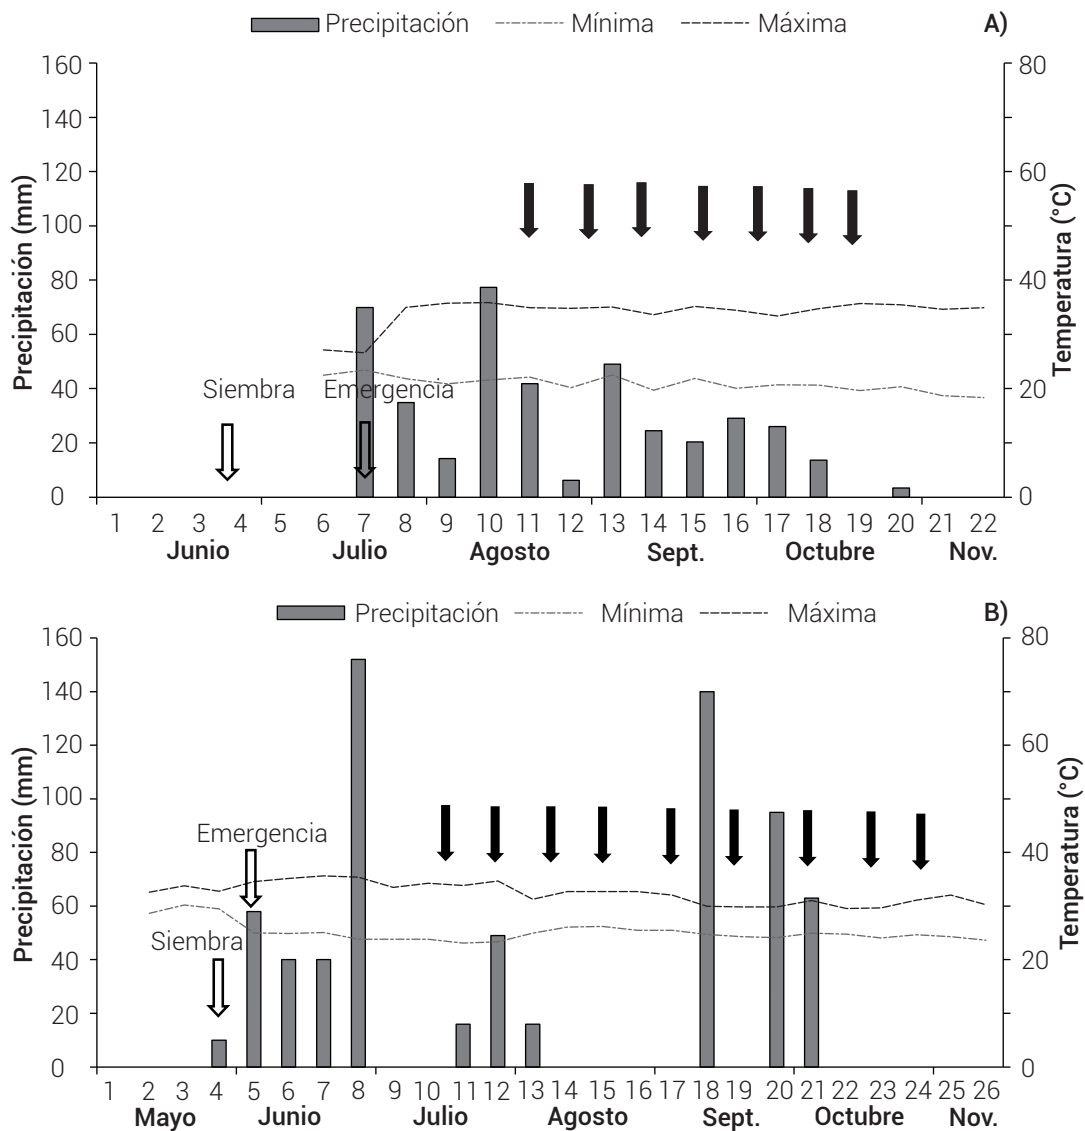 Precipitación Mínima Máxima A)
160 80
140
120 60
100
80 40
60
Siembra Emergencia
40 20
20
0 0
Precipitación (mm)
Temperatura (°C)
1 2 3 4 5 6 7 8 9 10 11 12 13 14 15 16 17 18 19 20 21 22
Junio Julio Agosto Sept. Octubre Nov.
Precipitación Mínima Máxima B)
160 80
140
120 60
100
Emergencia
80 40
60
Siembra
40 20
20
0 0
Precipitación (mm)
Temperatura (°C)
1 2 3 4 5 6 7 8 9 10 11 12 13 14 15 16 17 18 19 20 21 22 23 24 25 26
Mayo Junio Julio Agosto Sept. Octubre Nov.